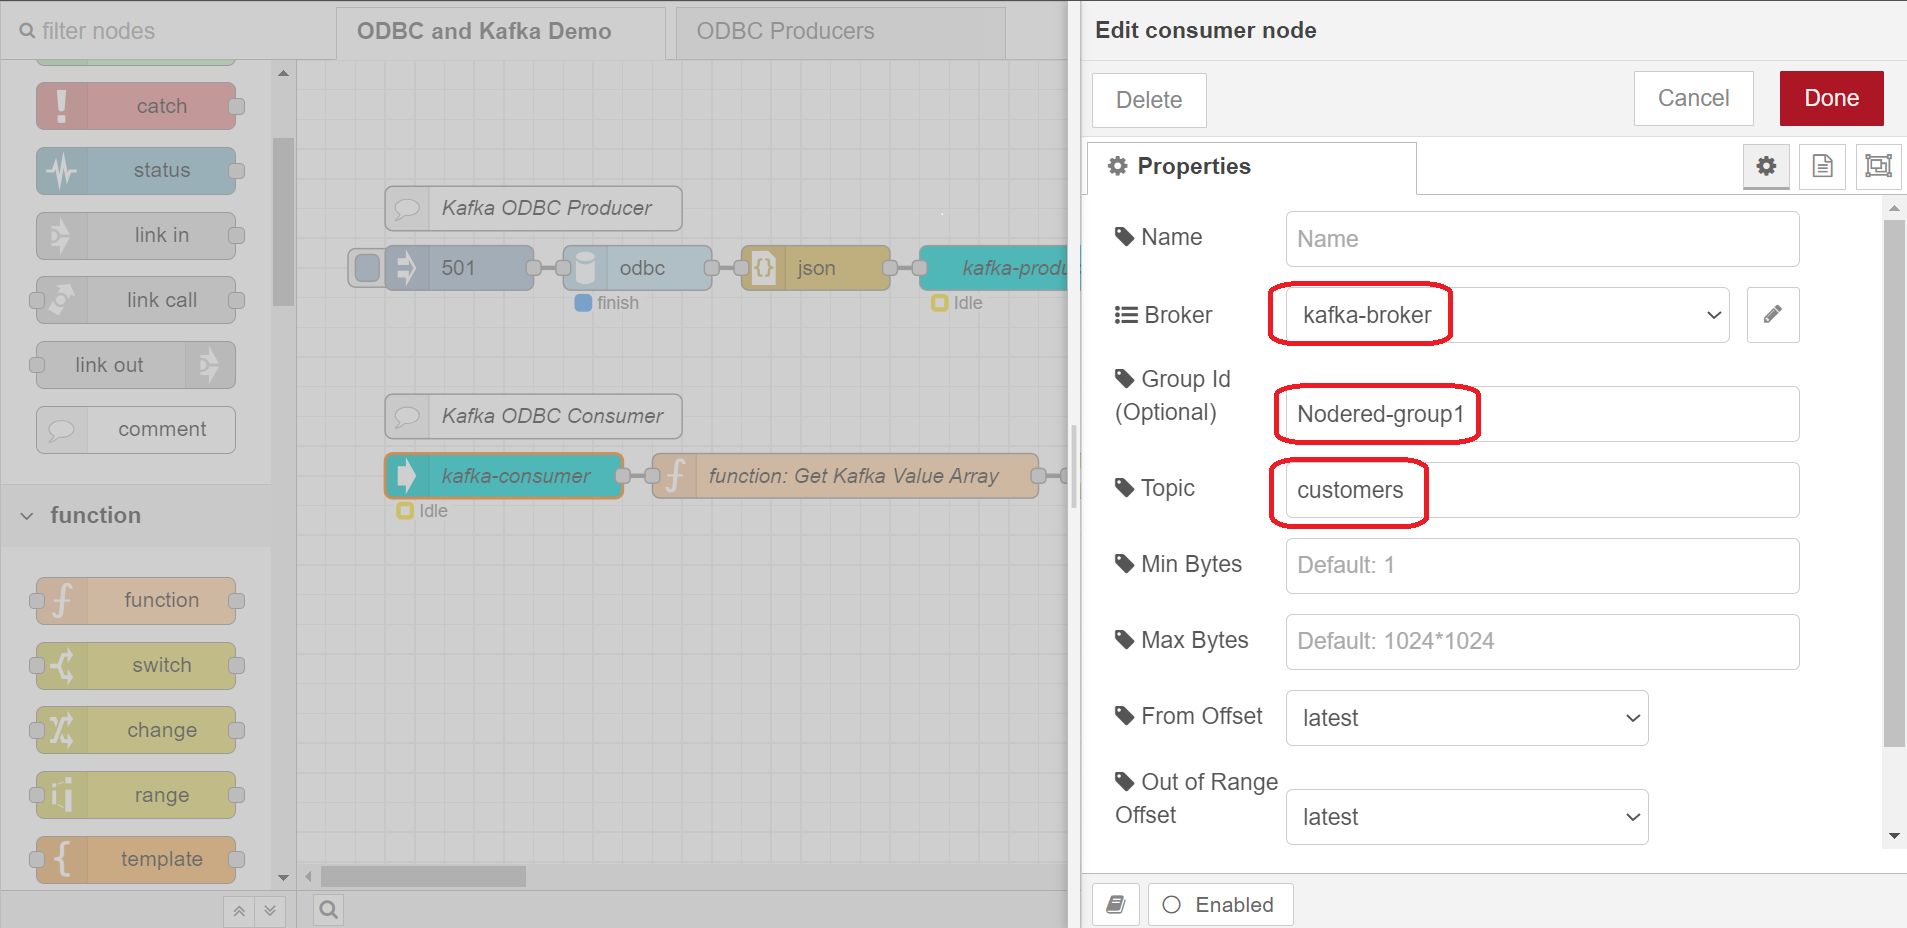 filter nodes
ODBC and Kafka Demo
ODBC Producers
catch
status
link in
link call
link out
comment
function
function
switch
change
range
template
Kafka ODBC Producer
501
odbc
json
kafka-produ
finish
Idle
Kafka ODBC Consumer
kafka-consumer
function: Get Kafka Value Array
Idle
Edit consumer node
Delete
Cancel
Done
Properties
Name
Name
Broker
kafka-broker
Group Id
(Optional)
Nodered-group1
Topic
customers
Min Bytes
Default: 1
Max Bytes
Default: 1024*1024
From Offset
latest
Out of Range
Offset
latest
Enabled